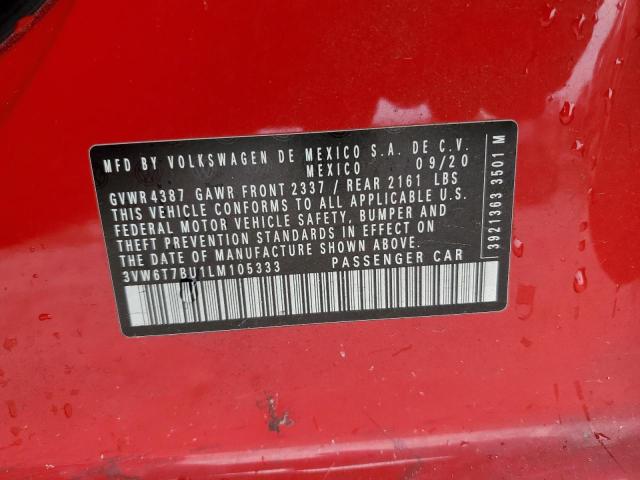 MFD BY VOLKSWAGEN DE MEXICO S.A. DE C.V.
MEXICO 09/20
GVWR 4387 GAWR FRONT 2337 / REAR 2161 LBS
THIS VEHICLE CONFORMS TO ALL APPLICABLE U.S.
FEDERAL MOTOR VEHICLE SAFETY, BUMPER AND
THEFT PREVENTION STANDARDS IN EFFECT ON
THE DATE OF MANUFACTURE SHOWN ABOVE.
3VW6T7BU1LM105333 PASSENGER CAR
3921363 3501 M